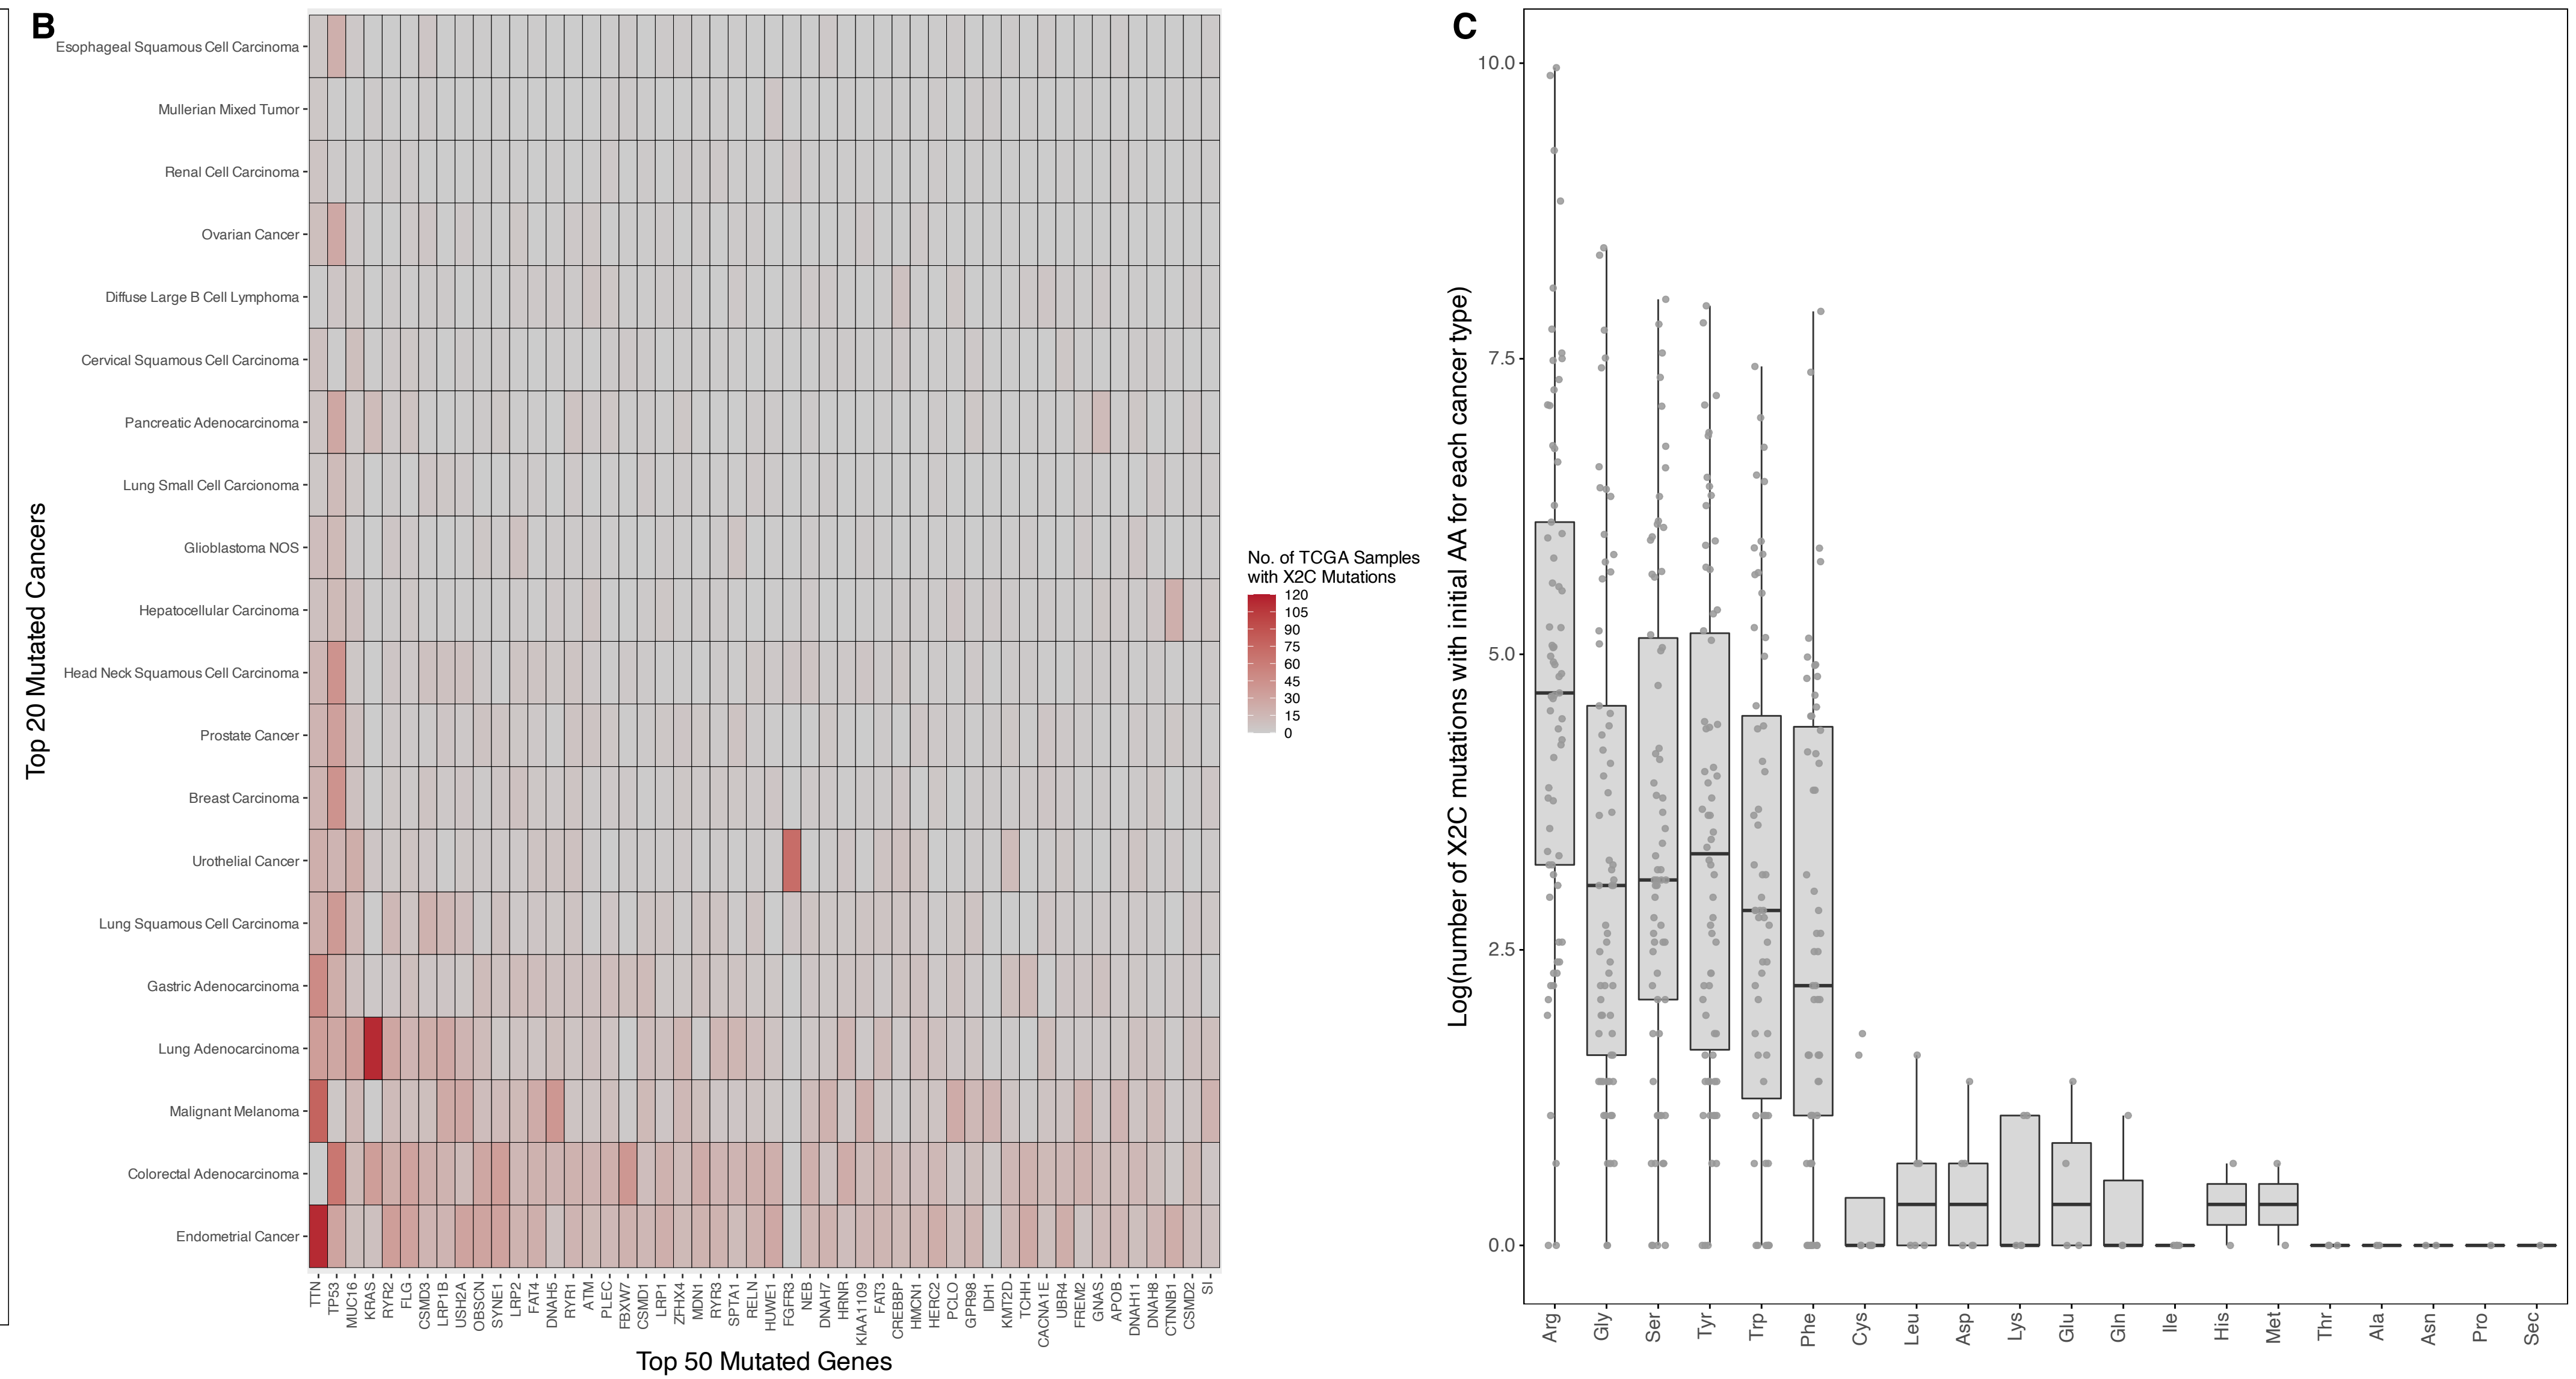 B
Esophageal Squamous Cell Carcinoma
Mullerian Mixed Tumor
Renal Cell Carcinoma
Ovarian Cancer
Diffuse Large B Cell Lymphoma
Cervical Squamous Cell Carcinoma
Pancreatic Adenocarcinoma
Lung Small Cell Carcionoma
Glioblastoma NOS
Hepatocellular Carcinoma
Head Neck Squamous Cell Carcinoma
Prostate Cancer
Breast Carcinoma
Urothelial Cancer
Lung Squamous Cell Carcinoma
Gastric Adenocarcinoma
Lung Adenocarcinoma
Malignant Melanoma
Colorectal Adenocarcinoma
Endometrial Cancer
Top 20 Mutated Cancers
TTN
TP53
MUC16
KRAS
RYR2
FLG
CSMD3
LRP1B
USH2A
OBSCN
SYNE1
LRP2
FAT4
DNAH5
RYR1
ATM
PLEC
FBXW7
CSMD1
LRP1
ZFHX4
MDN1
RYR3
SPTA1
RELN
HUWE1
FGFR3
NEB
DNAH7
HRNR
KIAA1109
FAT3
CREBBP
HMCN1
HERC2
PCLO
GPR98
IDH1
KMT2D
TCHH
CACNA1E
UBR4
FREM2
GNAS
APOB
DNAH11
DNAH8
CTNNB1
CSMD2
SI
Top 50 Mutated Genes
No. of TCGA Samples
with X2C Mutations
120
105
90
75
60
45
30
15
0
C
Log(number of X2C mutations with initial AA for each cancer type)
10.0
7.5
5.0
2.5
0.0
Arg
Gly
Ser
Tyr
Trp
Phe
Cys
Leu
Asp
Lys
Glu
Gln
Ile
His
Met
Thr
Ala
Asn
Pro
Sec